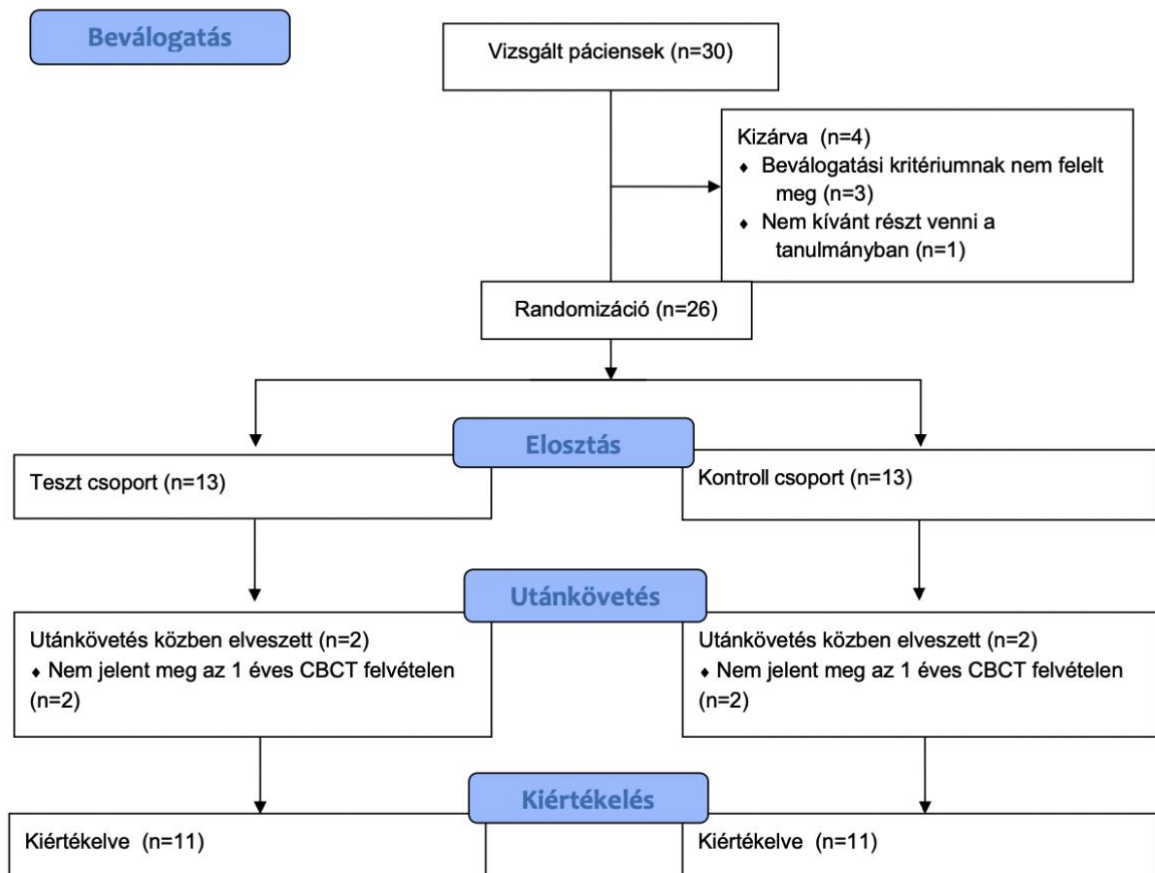 Beválogatás
Vizsgált páciensek (n=30)
Kizárva (n=4)
♦ Beválogatási kritériumnak nem felelt
meg (n=3)
♦ Nem kívánt részt venni a
tanulmányban (n=1)
Randomizáció (n=26)
Elosztás
Teszt csoport (n=13)
Kontroll csoport (n=13)
Utánkövetés
Utánkövetés közben elveszett (n=2)
♦ Nem jelent meg az 1 éves CBCT felvételen
(n=2)
Utánkövetés közben elveszett (n=2)
♦ Nem jelent meg az 1 éves CBCT felvételen
(n=2)
Kiértékelés
Kiértékelve (n=11)
Kiértékelve (n=11)